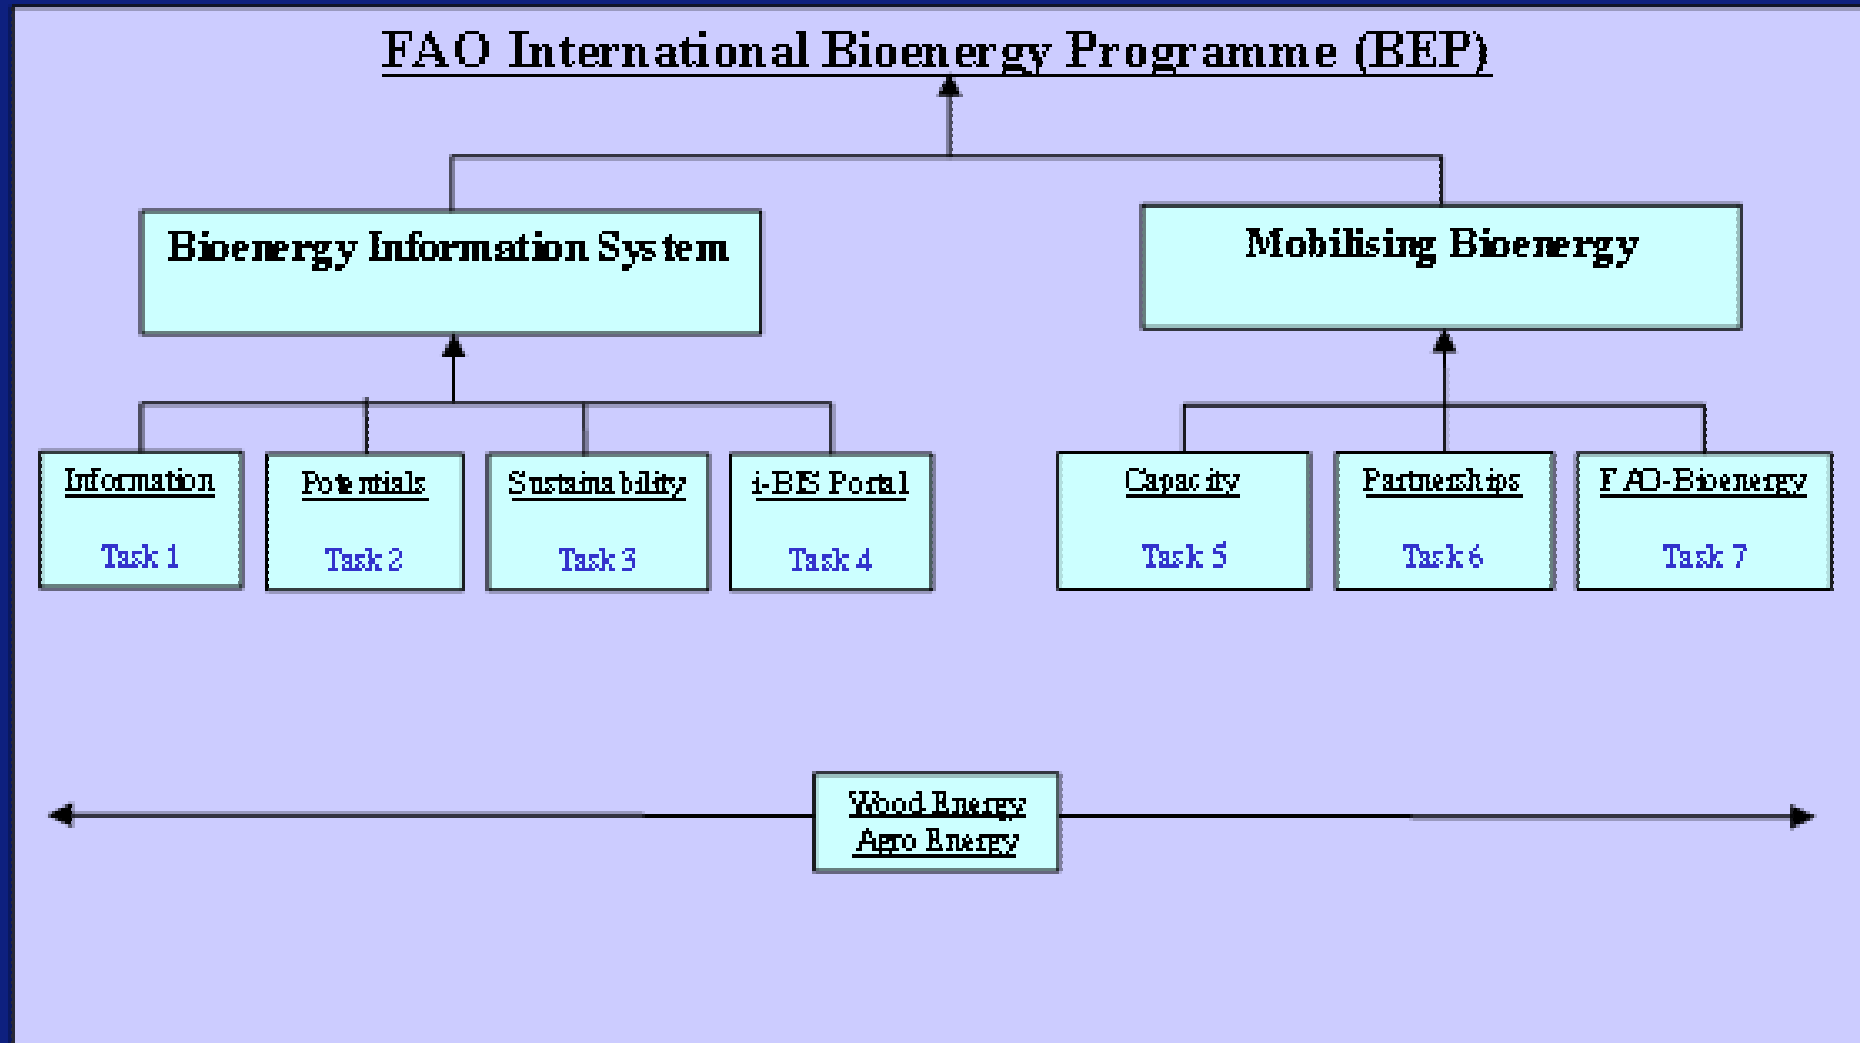 FAO International Bioenergy Programme (BEP)
Bioenergy Information System
Mobilising Bioenergy
Information
Potentials
Sustainability
i-BIS Portal
Capacity
Partnerships
FAO-Bioenergy
Task 1
Task 2
Task 3
Task 4
Task 5
Task 6
Task 7
Wood Energy
Agro Energy